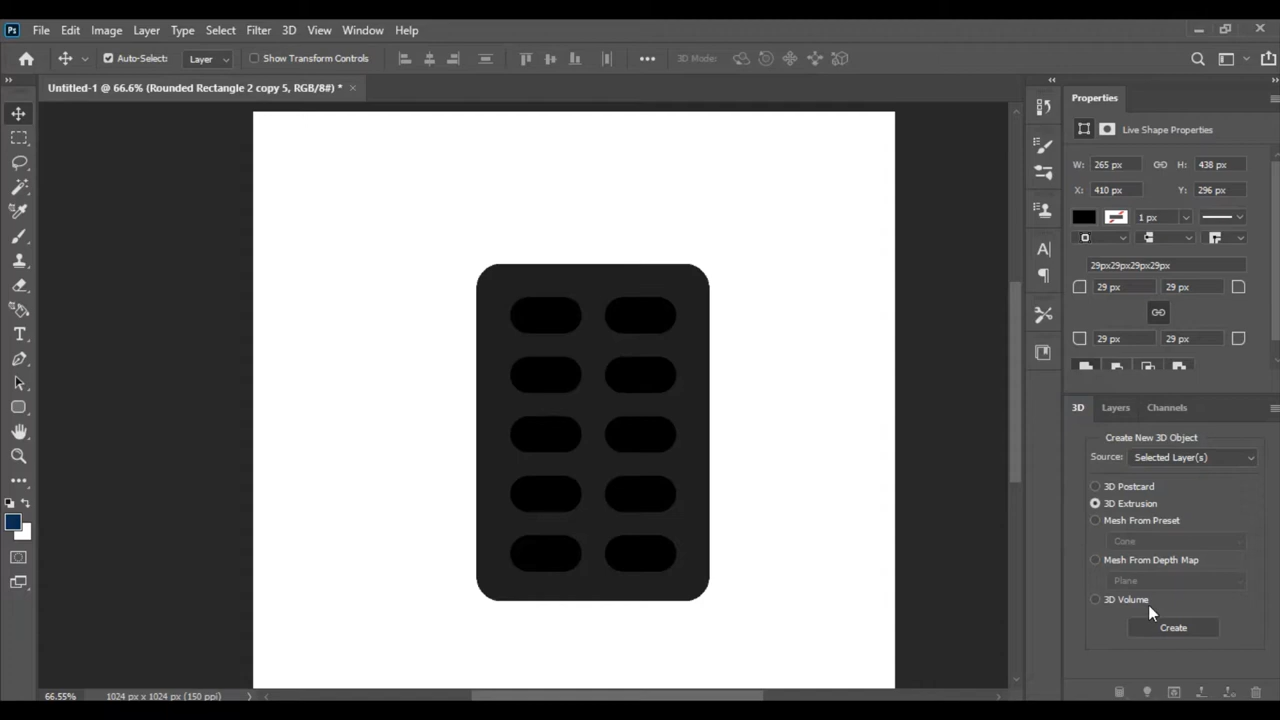 Ps File Edit Image Layer Type Select Filter 3D View Window Help
Auto-Select: Layer Show Transform Controls 3D Mode:
Untitled-1 @ 66.6% (Rounded Rectangle 2 copy 5, RGB/8#) *
Properties
Live Shape Properties
W: 265 px H: 438 px
X: 410 px Y: 296 px
1 px
29px29px29px29px
29 px 29 px
29 px 29 px
3D Layers Channels
Create New 3D Object
Source: Selected Layer(s)
3D Postcard
3D Extrusion
Mesh From Preset
Cone
Mesh From Depth Map
Plane
3D Volume
Create
66.55% 1024 px x 1024 px (150 ppi)